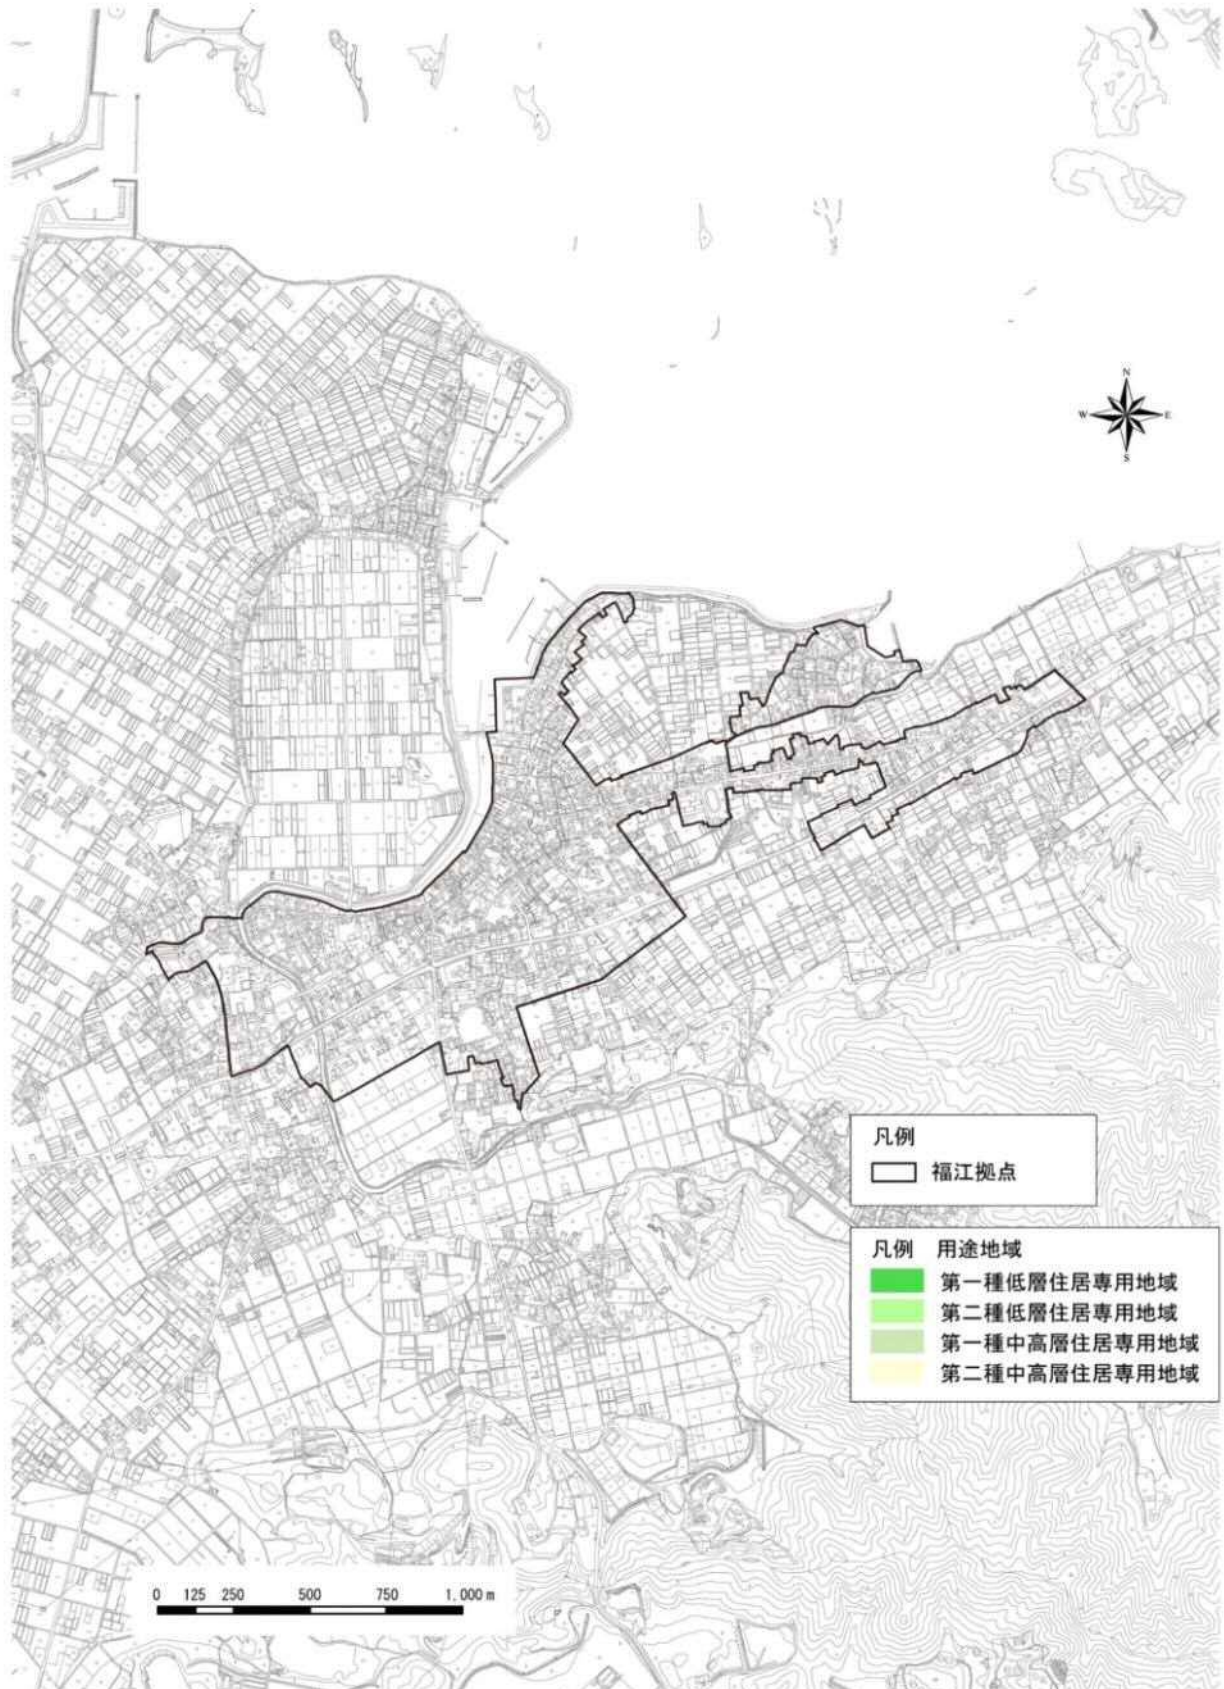 N
W E
S
凡例
福江拠点
凡例 用途地域
第一種低層住居専用地域
第二種低層住居専用地域
第一種中高層住居専用地域
第二種中高層住居専用地域
0 125 250 500 750 1,000 m